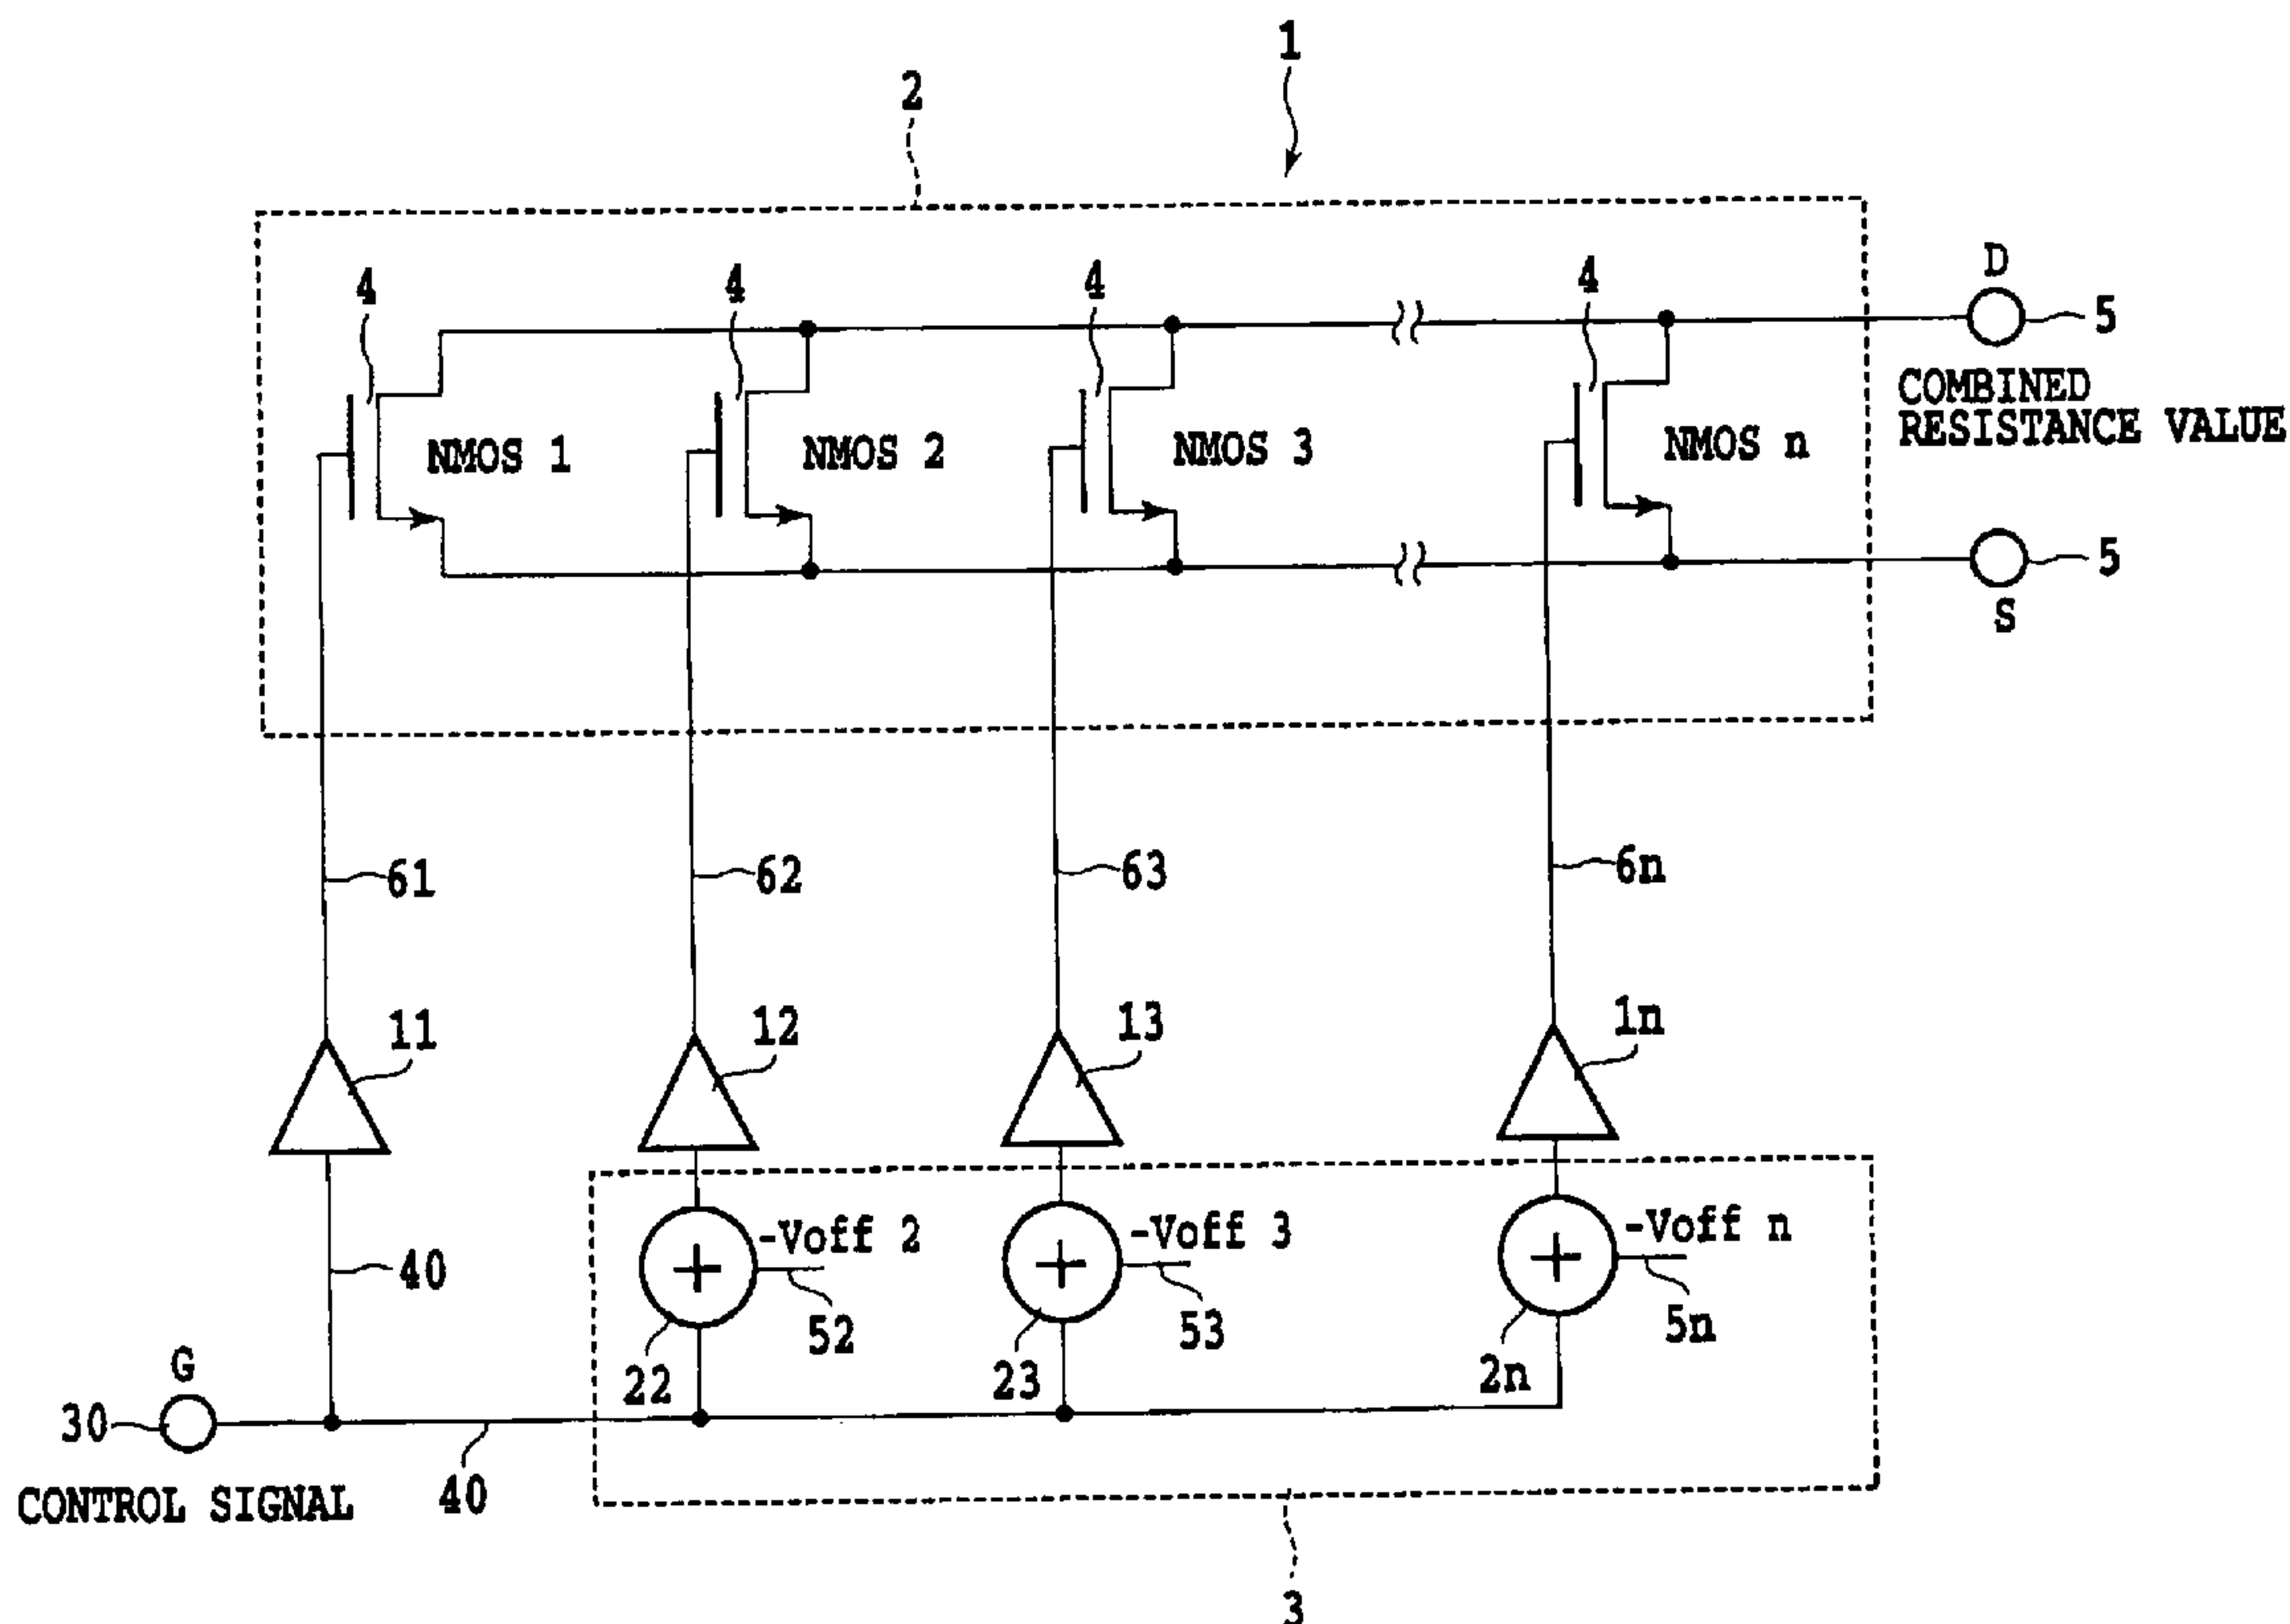 1
2
4
4
4
4
D
5
COMBINED
RESISTANCE VALUE
NMOS 1
NMOS 2
NMOS 3
NMOS n
5
S
61
62
63
6n
11
12
13
1n
-Voff 2
-Voff 3
-Voff n
40
52
53
5n
22
23
2n
G
30
40
CONTROL SIGNAL
3